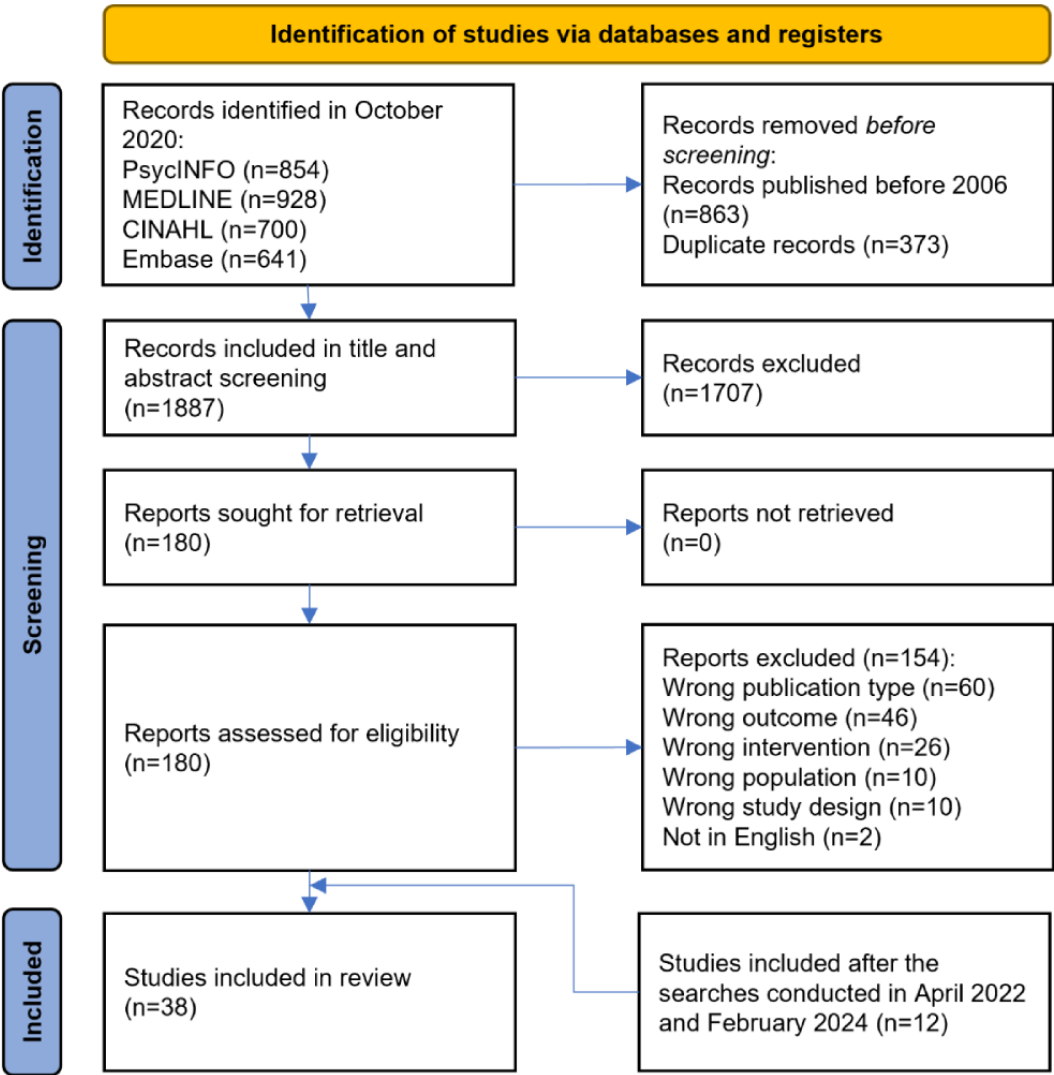 Identification of studies via databases and registers
Identification
Records identified in October
2020:
PsycINFO (n=854)
MEDLINE (n=928)
CINAHL (n=700)
Embase (n=641)
Records removed before
screening:
Records published before 2006
(n=863)
Duplicate records (n=373)
Screening
Records included in title and
abstract screening
(n=1887)
Records excluded
(n=1707)
Reports sought for retrieval
(n=180)
Reports not retrieved
(n=0)
Reports assessed for eligibility
(n=180)
Reports excluded (n=154):
Wrong publication type (n=60)
Wrong outcome (n=46)
Wrong intervention (n=26)
Wrong population (n=10)
Wrong study design (n=10)
Not in English (n=2)
Included
Studies included in review
(n=38)
Studies included after the
searches conducted in April 2022
and February 2024 (n=12)